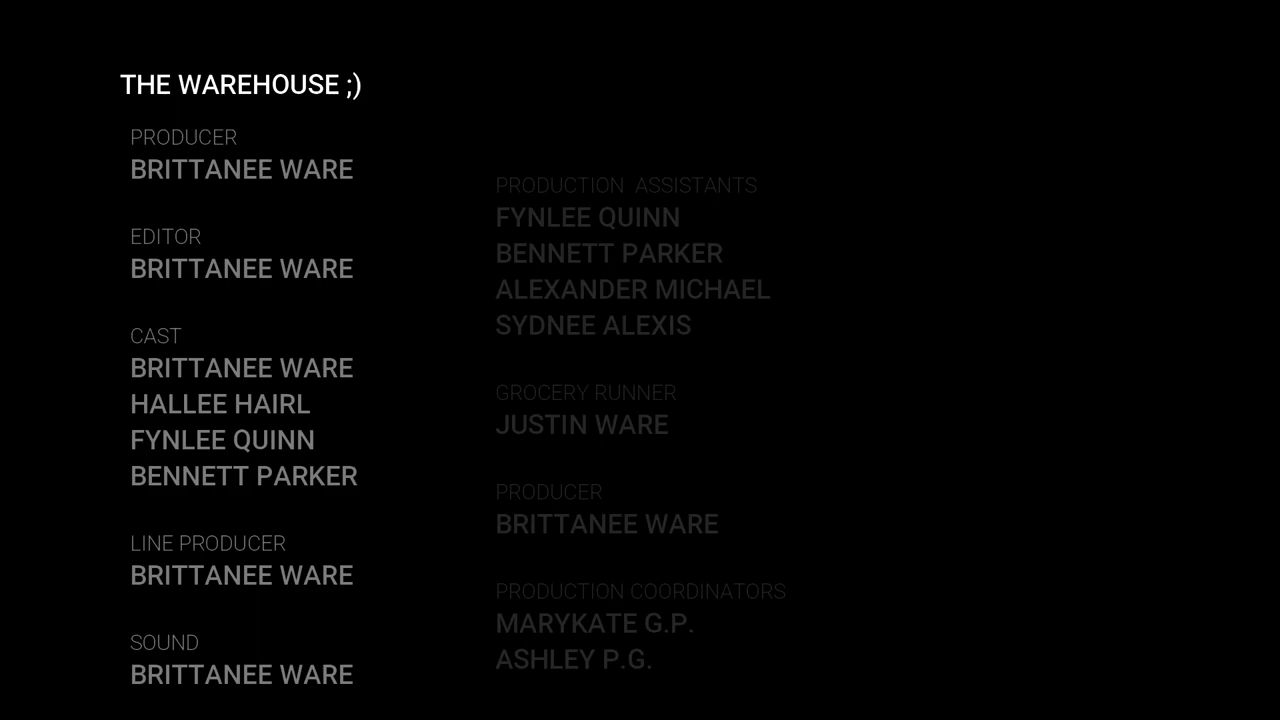 THE WAREHOUSE ;)
PRODUCER
BRITTANEE WARE
EDITOR
BRITTANEE WARE
CAST
BRITTANEE WARE
HALLEE HAIRL
FYNLEE QUINN
BENNETT PARKER
LINE PRODUCER
BRITTANEE WARE
SOUND
BRITTANEE WARE
PRODUCTION  ASSISTANTS
FYNLEE QUINN
BENNETT PARKER
ALEXANDER MICHAEL
SYDNEE ALEXIS
GROCERY RUNNER
JUSTIN WARE
PRODUCER
BRITTANEE WARE
PRODUCTION COORDINATORS
MARYKATE G.P.
ASHLEY P.G.